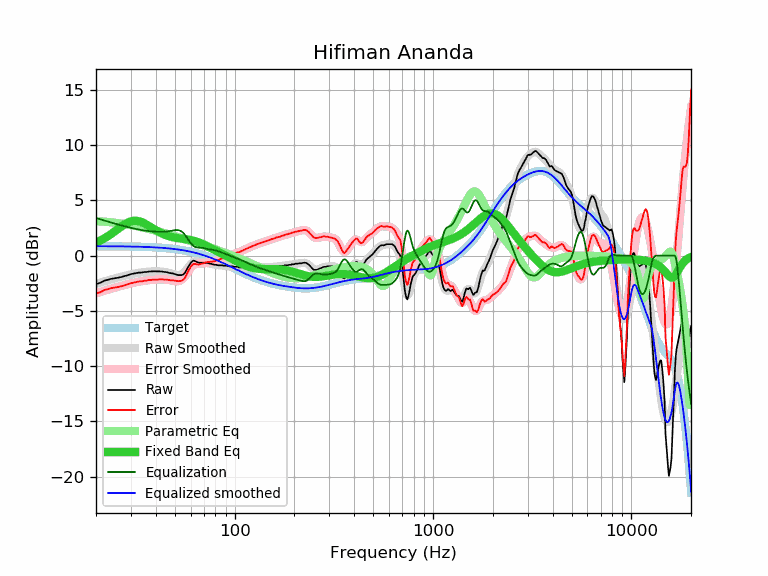 Hifiman Ananda
Amplitude (dBr)
15
10
5
0
−5
−10
−15
−20
Target
Raw Smoothed
Error Smoothed
Raw
Error
Parametric Eq
Fixed Band Eq
Equalization
Equalized smoothed
100
1000
10000
Frequency (Hz)